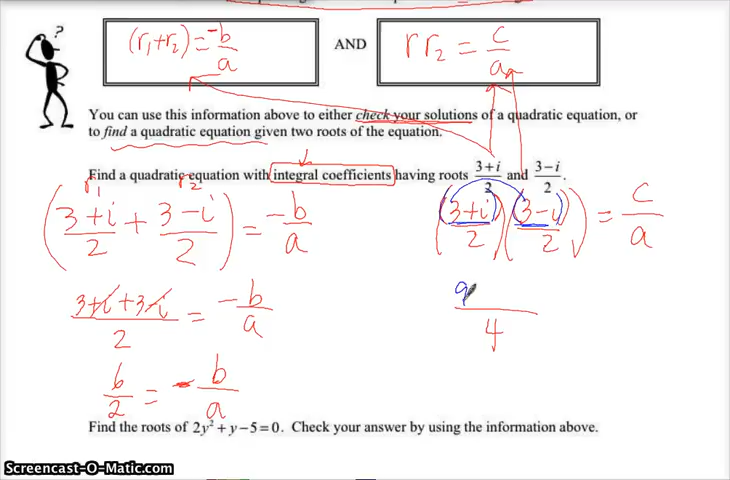 ?
(r₁+r₂) = -b/a
AND
r r₂ = c/a
You can use this information above to either check your solutions of a quadratic equation, or
to find a quadratic equation given two roots of the equation.
Find a quadratic equation with integral coefficients having roots (3+i)/2 and (3−i)/2.
r₁ r₂
((3+i)/2 + (3−i)/2) = −b/a
((3+i)/2)((3−i)/2) = c/a
(3+i+3−i)/2 = −b/a
9/4
6/2 = −b/a
Find the roots of 2y² + y − 5 = 0. Check your answer by using the information above.
Screencast-O-Matic.com